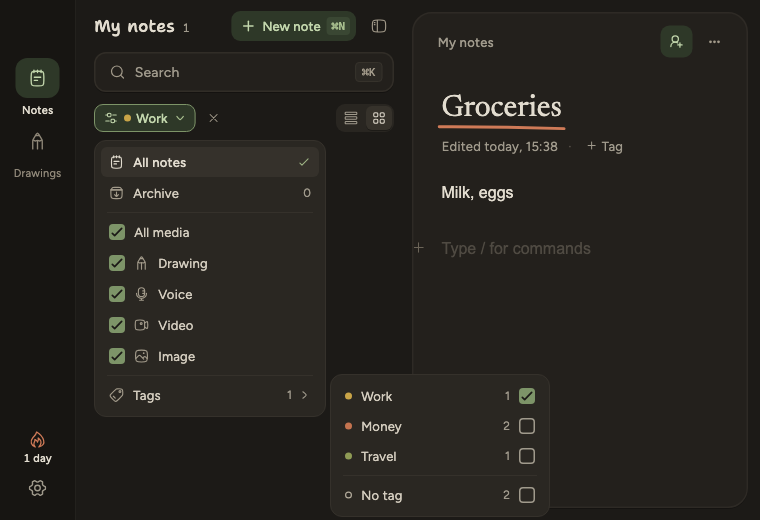 Notes
Drawings
1 day
My notes 1
New note ⌘N
Search ⌘K
Work
All notes
Archive 0
All media
Drawing
Voice
Video
Image
Tags 1
Work 1
Money 2
Travel 1
No tag 2
My notes
Groceries
Edited today, 15:38 · + Tag
Milk, eggs
Type / for commands